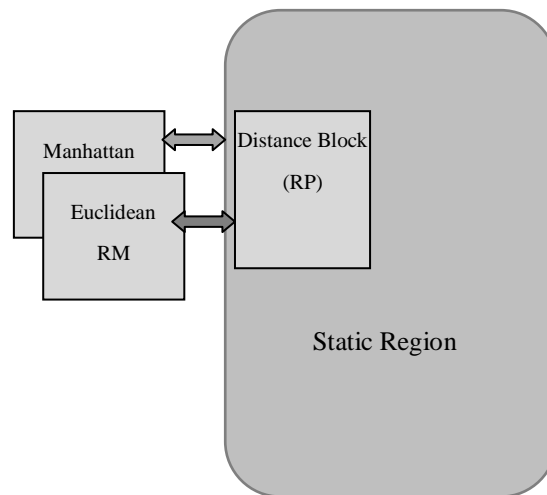 Manhattan
Euclidean
RM
Distance Block
(RP)
Static Region